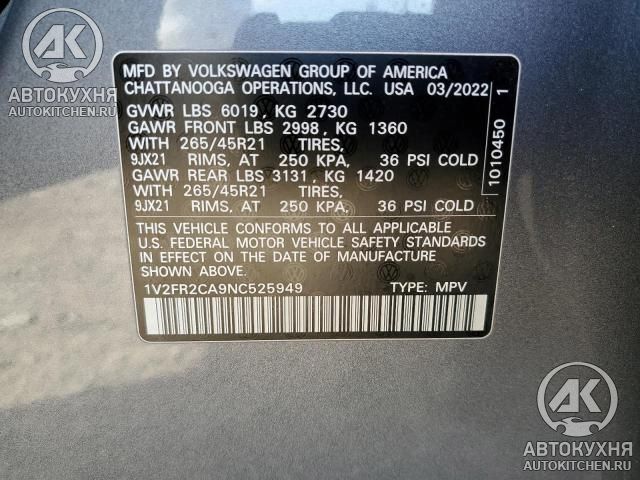 AK
АВТОКУХНЯ
AUTOKITCHEN.RU
MFD BY VOLKSWAGEN GROUP OF AMERICA
CHATTANOOGA OPERATIONS, LLC. USA 03/2022
GVWR LBS 6019, KG 2730
GAWR FRONT LBS 2998, KG 1360
WITH 265/45R21 TIRES,
9JX21 RIMS, AT 250 KPA, 36 PSI COLD
GAWR REAR LBS 3131, KG 1420
WITH 265/45R21 TIRES,
9JX21 RIMS, AT 250 KPA, 36 PSI COLD
THIS VEHICLE CONFORMS TO ALL APPLICABLE
U.S. FEDERAL MOTOR VEHICLE SAFETY STANDARDS
IN EFFECT ON THE DATE OF MANUFACTURE
SHOWN ABOVE
1V2FR2CA9NC525949 TYPE: MPV
1010450 1
AK
АВТОКУХНЯ
AUTOKITCHEN.RU